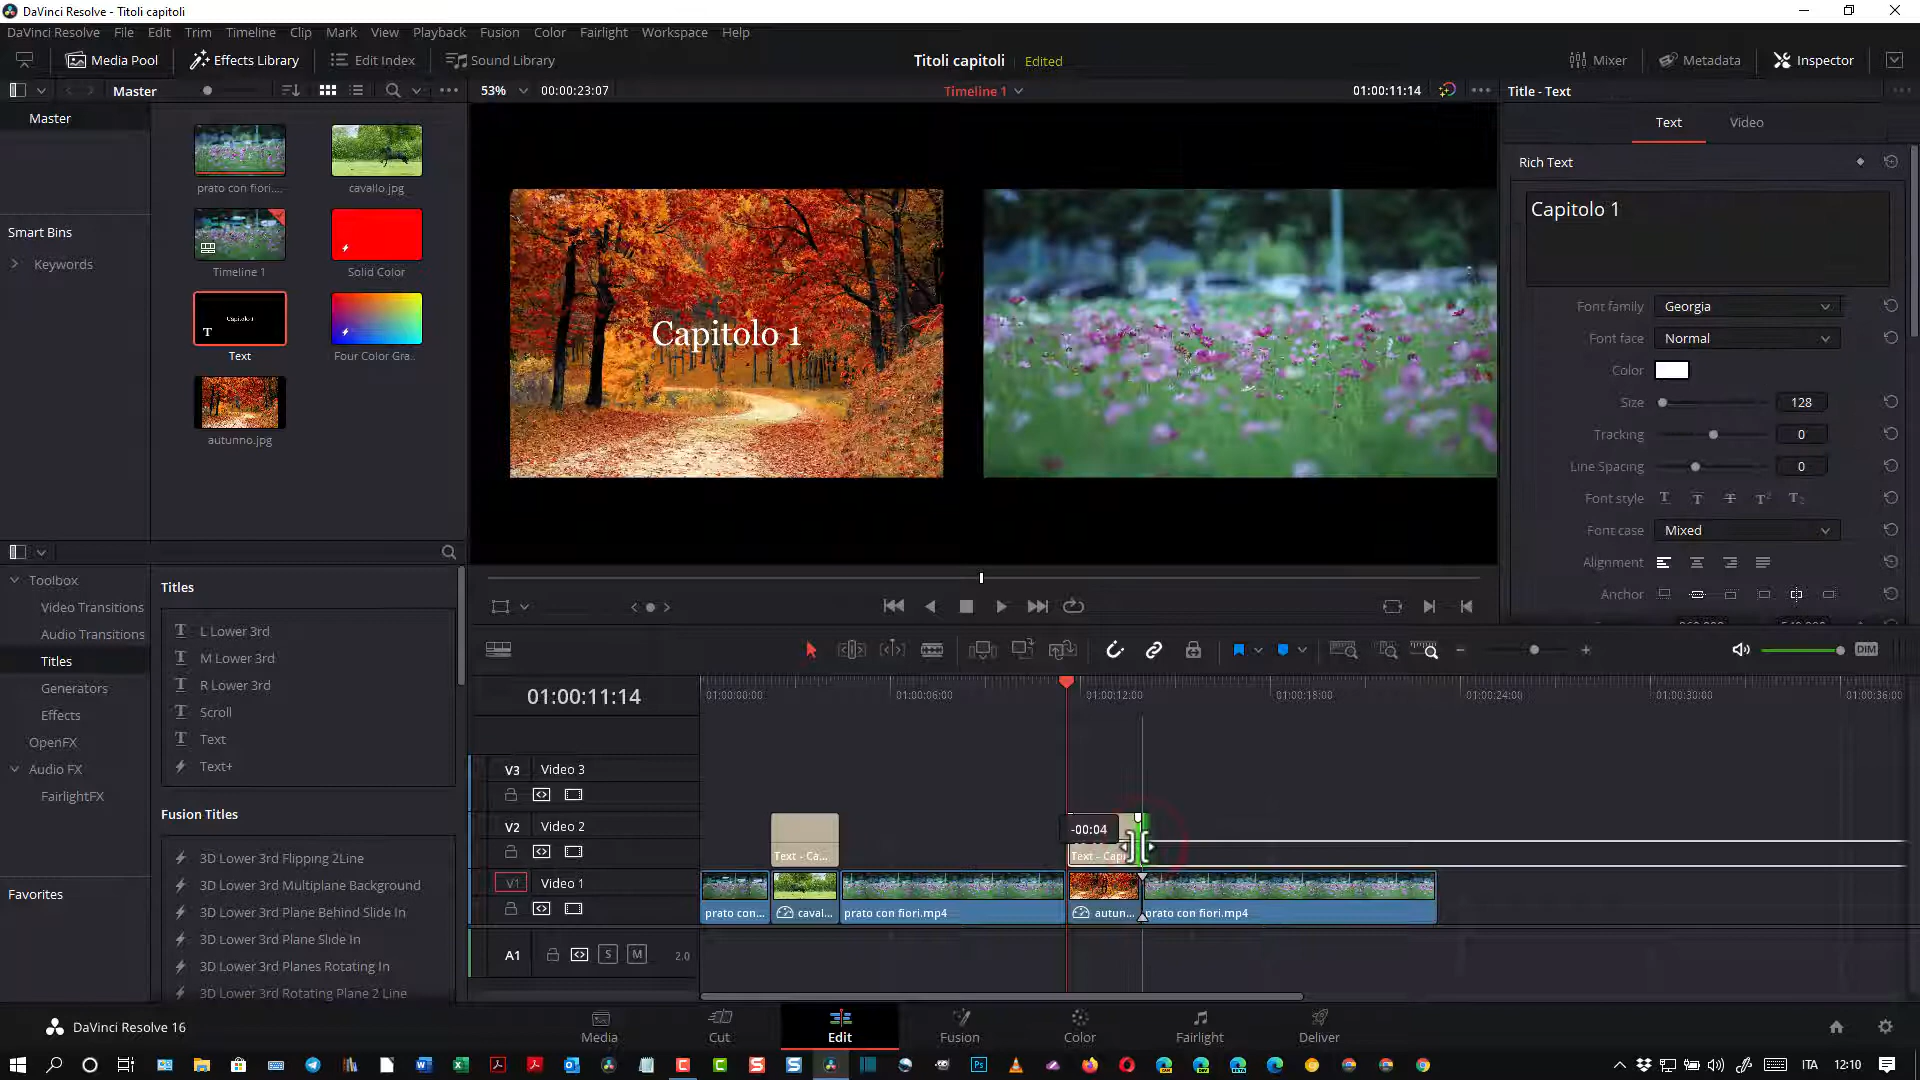 DaVinci Resolve - Titoli capitoli
DaVinci Resolve File Edit Trim Timeline Clip Mark View Playback Fusion Color Fairlight Workspace Help
Media Pool Effects Library Edit Index Sound Library Titoli capitoli Edited Mixer Metadata Inspector
Master 53% 00:00:23:07 Timeline 1 01:00:11:14 Title - Text
Master
Text Video
Rich Text
prato con fiori.... cavallo.jpg
Capitolo 1
Smart Bins
Keywords
Timeline 1 Solid Color
Capitolo 1
Font family Georgia
Capitolo 1
Font face Normal
Text Four Color Gra...
Color
Size 128
Tracking 0
autunno.jpg
Line Spacing 0
Font style
Font case Mixed
Alignment
Anchor
Toolbox
Titles
Video Transitions
L Lower 3rd
Audio Transitions
M Lower 3rd
Titles
R Lower 3rd
Generators
Scroll
Effects
Text
OpenFX
Text+
Audio FX
FairlightFX
Fusion Titles
3D Lower 3rd Flipping 2Line
3D Lower 3rd Multiplane Background
3D Lower 3rd Plane Behind Slide In
3D Lower 3rd Plane Slide In
3D Lower 3rd Planes Rotating In
3D Lower 3rd Rotating Plane 2 Line
Favorites
DIM
01:00:11:14 01:00:00:00 01:00:06:00 01:00:12:00 01:00:18:00 01:00:24:00 01:00:30:00 01:00:36:00
V3 Video 3
V2 Video 2
-00:04
Text - Ca... Text - Capi
V1 Video 1
prato con... caval... prato con fiori.mp4 autun... prato con fiori.mp4
A1 S M 2.0
DaVinci Resolve 16
Media Cut Edit Fusion Color Fairlight Deliver
ITA 12:10